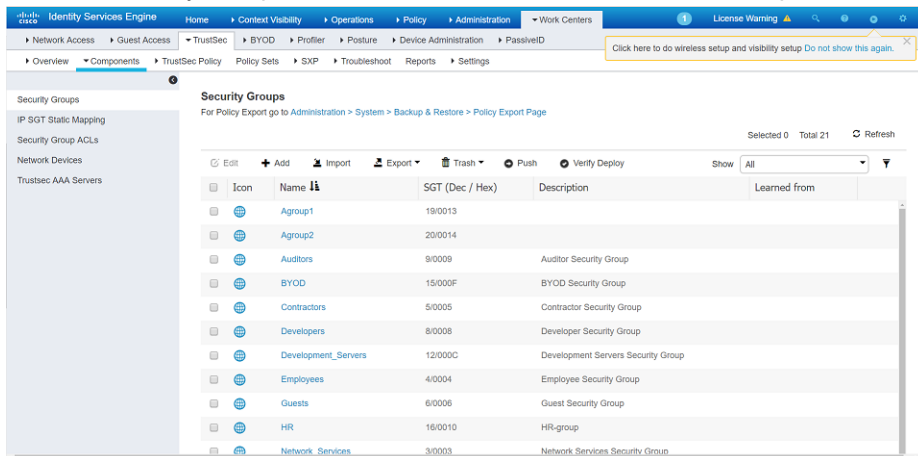 cisco Identity Services Engine Home Context Visibility Operations Policy Administration Work Centers 1 License Warning
Network Access Guest Access TrustSec BYOD Profiler Posture Device Administration PassiveID
Click here to do wireless setup and visibility setup Do not show this again.
Overview Components TrustSec Policy Policy Sets SXP Troubleshoot Reports Settings
Security Groups
IP SGT Static Mapping
Security Group ACLs
Network Devices
Trustsec AAA Servers
Security Groups
For Policy Export go to Administration > System > Backup & Restore > Policy Export Page
Selected 0 Total 21 Refresh
Edit Add Import Export Trash Push Verify Deploy Show All
Icon Name SGT (Dec / Hex) Description Learned from
Agroup1 19/0013
Agroup2 20/0014
Auditors 9/0009 Auditor Security Group
BYOD 15/000F BYOD Security Group
Contractors 5/0005 Contractor Security Group
Developers 8/0008 Developer Security Group
Development_Servers 12/000C Development Servers Security Group
Employees 4/0004 Employee Security Group
Guests 6/0006 Guest Security Group
HR 16/0010 HR-group
Network_Services 3/0003 Network Services Security Group